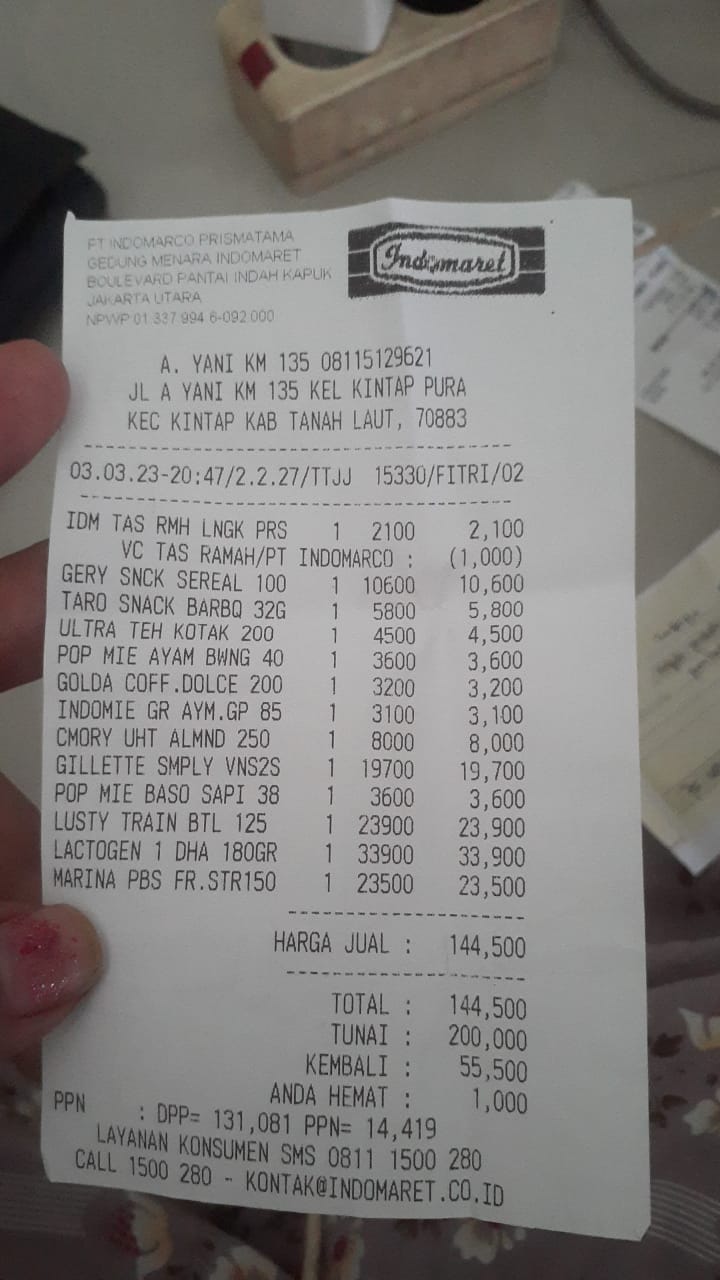 PT INDOMARCO PRISMATAMA
GEDUNG MENARA INDOMARET
BOULEVARD PANTAI INDAH KAPUK
JAKARTA UTARA
NPWP 01 337 994 6-092.000
Indomaret
A. YANI KM 135 08115129621
JL A YANI KM 135 KEL KINTAP PURA
KEC KINTAP KAB TANAH LAUT, 70883
03.03.23-20:47/2.2.27/TTJJ 15330/FITRI/02
IDM TAS RMH LNGK PRS 1 2100 2,100
VC TAS RAMAH/PT INDOMARCO : (1,000)
GERY SNCK SEREAL 100 1 10600 10,600
TARO SNACK BARBQ 32G 1 5800 5,800
ULTRA TEH KOTAK 200 1 4500 4,500
POP MIE AYAM BWNG 40 1 3600 3,600
GOLDA COFF.DOLCE 200 1 3200 3,200
INDOMIE GR AYM.GP 85 1 3100 3,100
CMORY UHT ALMND 250 1 8000 8,000
GILLETTE SMPLY VNS2S 1 19700 19,700
POP MIE BASO SAPI 38 1 3600 3,600
LUSTY TRAIN BTL 125 1 23900 23,900
LACTOGEN 1 DHA 180GR 1 33900 33,900
MARINA PBS FR.STR150 1 23500 23,500
HARGA JUAL : 144,500
TOTAL : 144,500
TUNAI : 200,000
KEMBALI : 55,500
ANDA HEMAT : 1,000
PPN : DPP= 131,081 PPN= 14,419
LAYANAN KONSUMEN SMS 0811 1500 280
CALL 1500 280 - KONTAK@INDOMARET.CO.ID